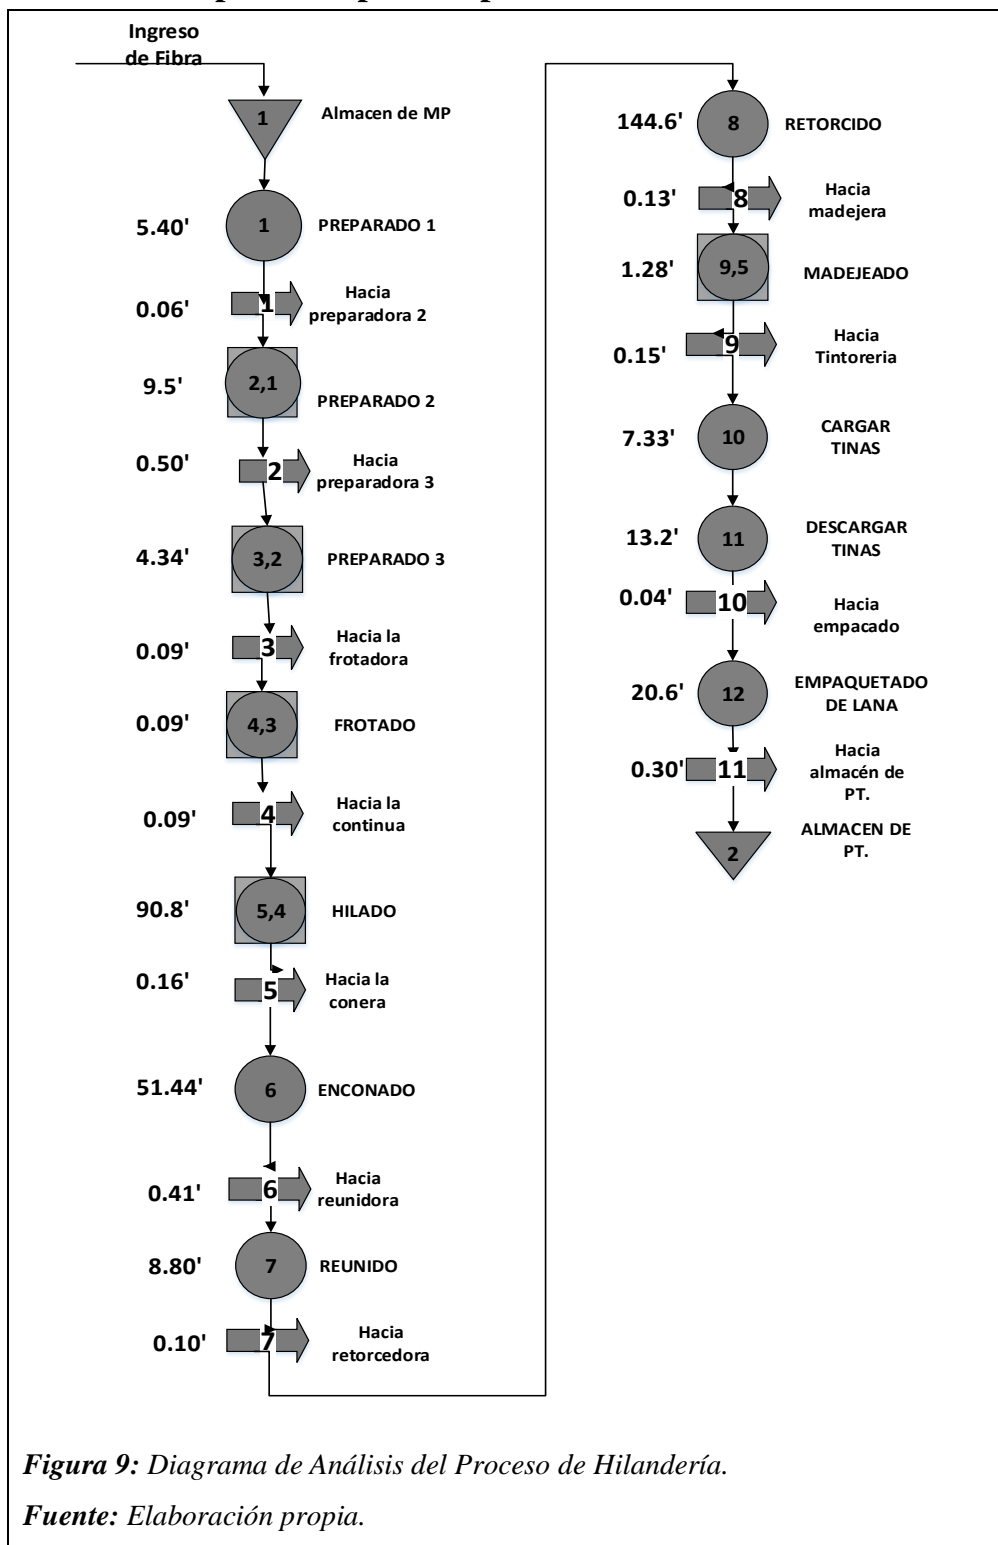 Ingreso
de Fibra
1
Almacen de MP
5.40'
1
PREPARADO 1
0.06'
1
Hacia
preparadora 2
9.5'
2,1
PREPARADO 2
0.50'
2
Hacia
preparadora 3
4.34'
3,2
PREPARADO 3
0.09'
3
Hacia la
frotadora
0.09'
4,3
FROTADO
0.09'
4
Hacia la
continua
90.8'
5,4
HILADO
0.16'
5
Hacia la
conera
51.44'
6
ENCONADO
0.41'
6
Hacia
reunidora
8.80'
7
REUNIDO
0.10'
7
Hacia
retorcedora
144.6'
8
RETORCIDO
0.13'
8
Hacia
madejera
1.28'
9,5
MADEJEADO
0.15'
9
Hacia
Tintoreria
7.33'
10
CARGAR
TINAS
13.2'
11
DESCARGAR
TINAS
0.04'
10
Hacia
empacado
20.6'
12
EMPAQUETADO
DE LANA
0.30'
11
Hacia
almacén de
PT.
2
ALMACEN DE
PT.
Figura 9: Diagrama de Análisis del Proceso de Hilandería.
Fuente: Elaboración propia.